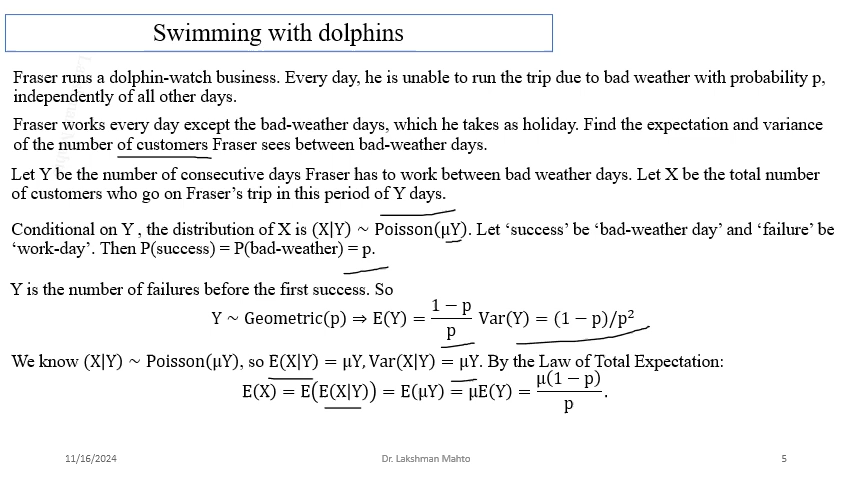 Swimming with dolphins
Fraser runs a dolphin-watch business. Every day, he is unable to run the trip due to bad weather with probability p,
independently of all other days.
Fraser works every day except the bad-weather days, which he takes as holiday. Find the expectation and variance
of the number of customers Fraser sees between bad-weather days.
Let Y be the number of consecutive days Fraser has to work between bad weather days. Let X be the total number
of customers who go on Fraser's trip in this period of Y days.
Conditional on Y , the distribution of X is (X|Y) ~ Poisson(μY). Let 'success' be 'bad-weather day' and 'failure' be
'work-day'. Then P(success) = P(bad-weather) = p.
Y is the number of failures before the first success. So
Y ~ Geometric(p) ⇒ E(Y) = (1 − p)/p Var(Y) = (1 − p)/p²
We know (X|Y) ~ Poisson(μY), so E(X|Y) = μY, Var(X|Y) = μY. By the Law of Total Expectation:
E(X) = E(E(X|Y)) = E(μY) = μE(Y) = μ(1 − p)/p.
11/16/2024 Dr. Lakshman Mahto 5